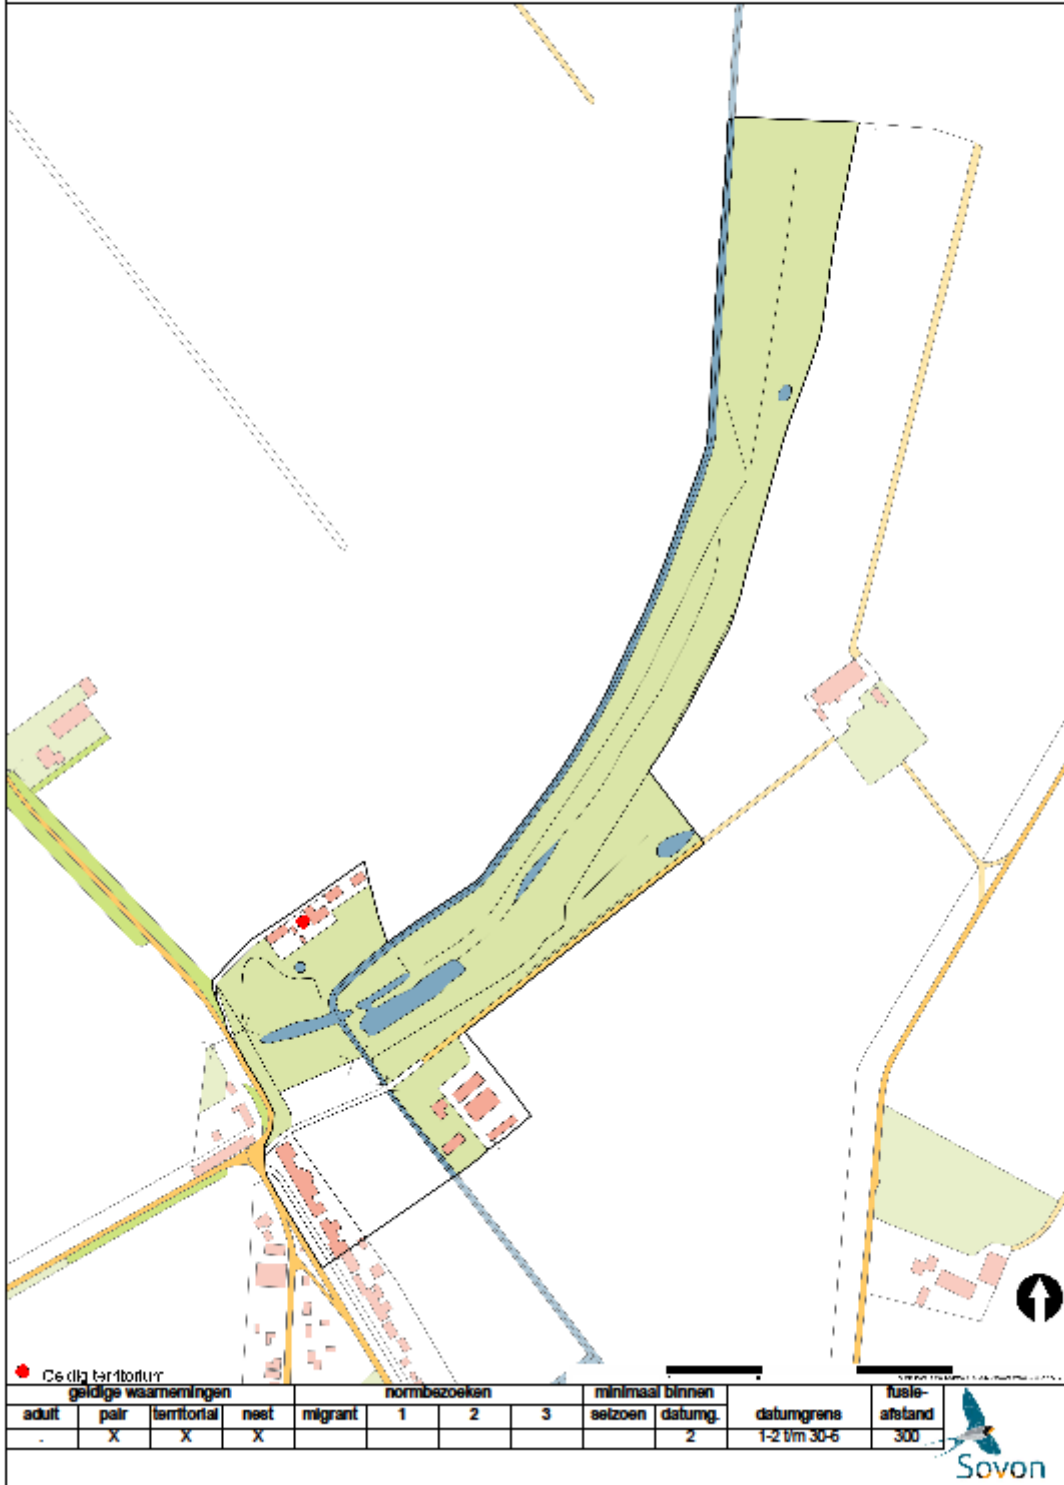 Geldig territorium
geldige waarnemingen normbezoeken minimaal binnen fusie-
adult pair territorial nest migrant 1 2 3 seizoen datumg. datumgrens afstand
. X X X 2 1-2 t/m 30-6 300
Sovon